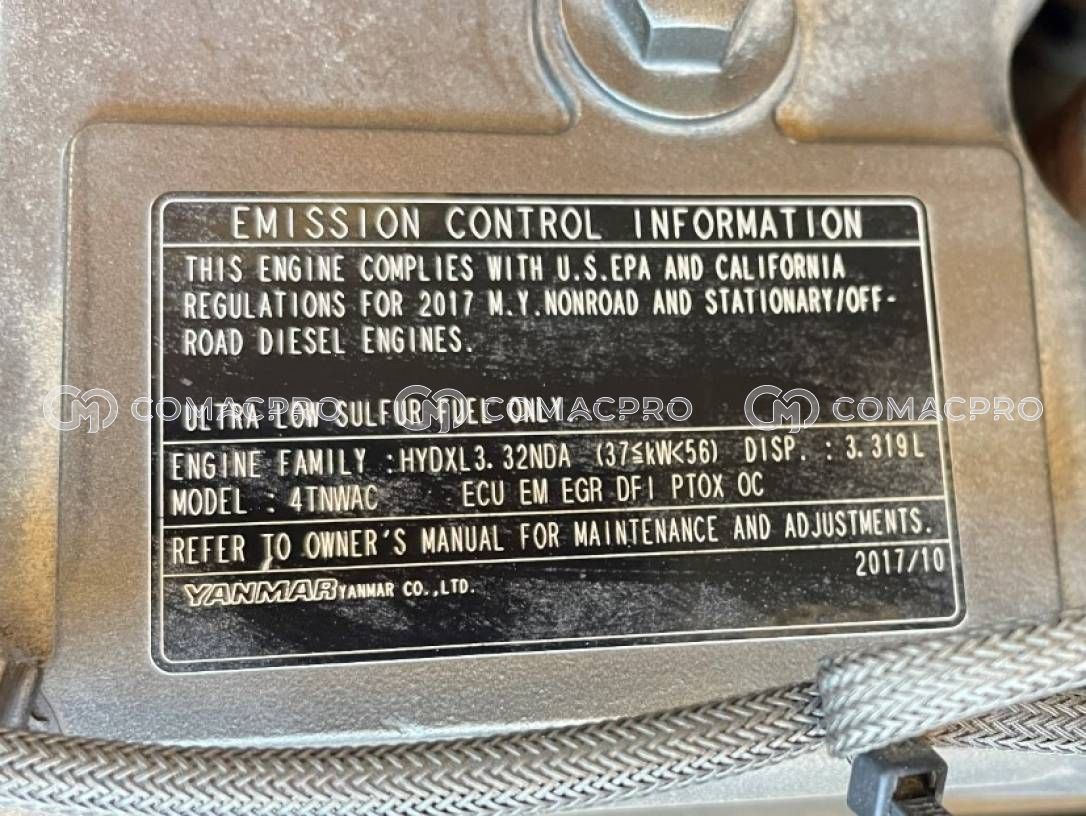 EMISSION CONTROL INFORMATION
THIS ENGINE COMPLIES WITH U.S.EPA AND CALIFORNIA
REGULATIONS FOR 2017 M.Y.NONROAD AND STATIONARY/OFF-
ROAD DIESEL ENGINES.
ULTRA LOW SULFUR FUEL ONLY.
CM COMACPRO CM COMACPRO CM COMACPRO
ENGINE FAMILY :HYDXL3.32NDA (37≦kW<56) DISP. : 3.319L
MODEL : 4TNWAC ECU EM EGR DFI PTOX OC
REFER TO OWNER'S MANUAL FOR MAINTENANCE AND ADJUSTMENTS.
2017/10
YANMAR YANMAR CO.,LTD.